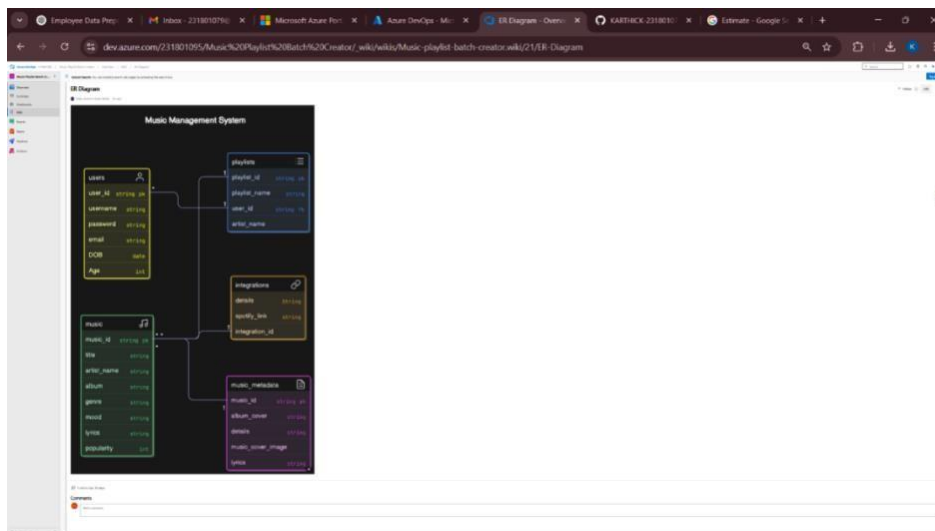 Employee Data Prep
Inbox - 231801079@
Microsoft Azure Port
Azure DevOps - Mic
ER Diagram - Overvi
KARTHICK-2318010
Estimate - Google Se
dev.azure.com/231801095/Music%20Playlist%20Batch%20Creator/_wiki/wikis/Music-playlist-batch-creator.wiki/21/ER-Diagram
ER Diagram
Music Management System
users
user_id string pk
username string
password string
email string
DOB Date
Age int
playlists
playlist_id string pk
playlist_name string
user_id string fk
artist_name
integrations
details String
spotify_link string
integration_id
music
music_id string pk
title string
artist_name string
album string
genre string
mood string
lyrics string
popularity int
music_metadata
music_id string pk
album_cover string
details string
music_cover_image
lyrics string
Comments